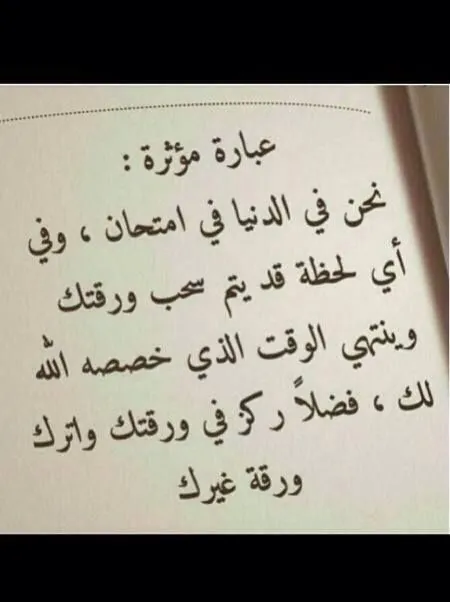 عبارة مؤثرة :
نحن في الدنيا في امتحان ، وفي
أي لحظة قد يتم سحب ورقتك
وينتهي الوقت الذي خصصه الله
لك ، فضلاً ركز في ورقتك واترك
ورقة غيرك